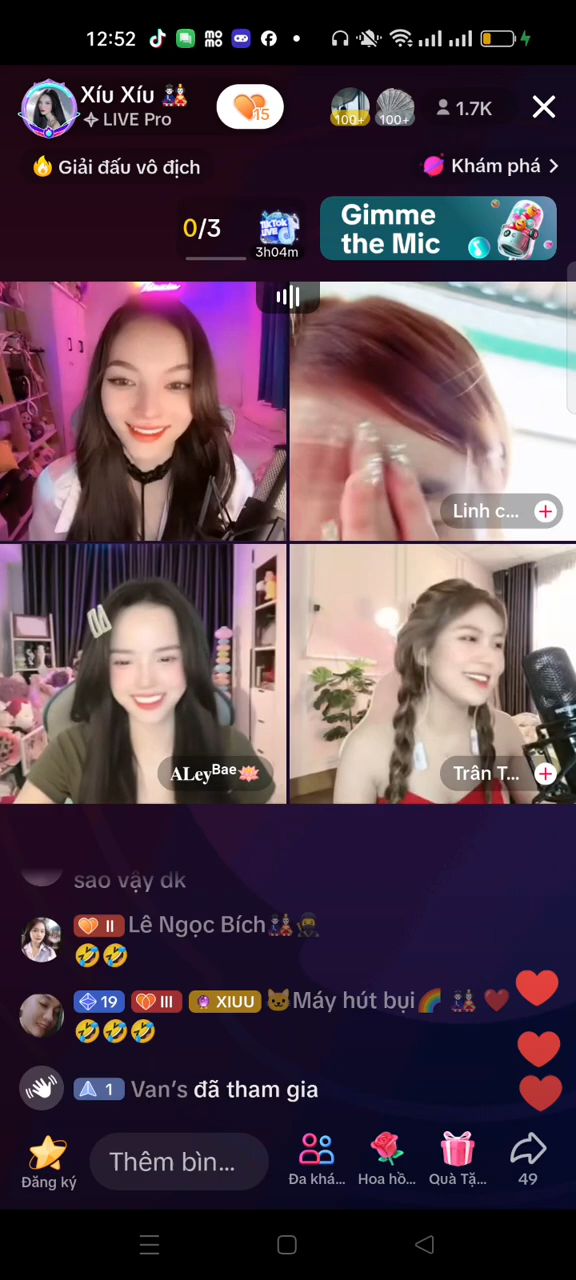 12:52
Xíu Xíu
LIVE Pro
15
100+
100+
1.7K
Giải đấu vô địch
Khám phá
0/3
TIKTOK LIVE
3h04m
Gimme
the Mic
Linh c...
ALeyBae
Trân T...
sao vậy dk
II Lê Ngọc Bích
🤣🤣
19 III XIUU 🐱Máy hút bụi🌈
🤣🤣🤣
1 Van's đã tham gia
Đăng ký
Thêm bìn...
Đa khá...
Hoa hồ...
Quà Tặ...
49